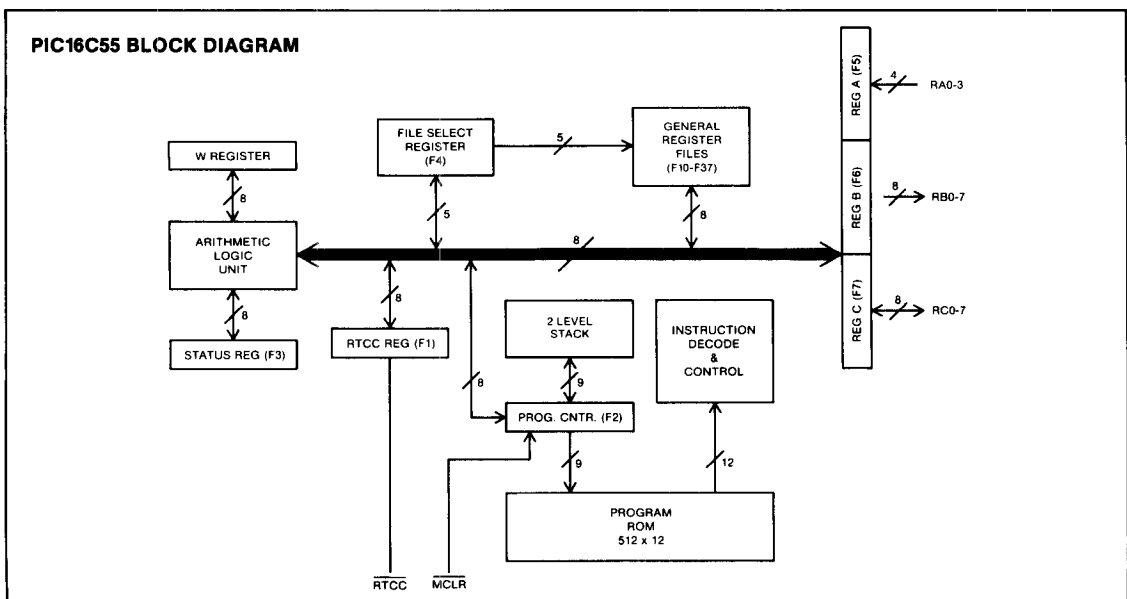 PIC16C55 BLOCK DIAGRAM
W REGISTER
8
ARITHMETIC
LOGIC
UNIT
8
STATUS REG (F3)
FILE SELECT
REGISTER
(F4)
5
5
GENERAL
REGISTER
FILES
(F10-F37)
8
8
8
RTCC REG (F1)
8
2 LEVEL
STACK
9
PROG. CNTR. (F2)
9
INSTRUCTION
DECODE
&
CONTROL
12
PROGRAM
ROM
512 x 12
RTCC
MCLR
REG A (F5)
4
RA0-3
REG B (F6)
8
RB0-7
REG C (F7)
8
RC0-7